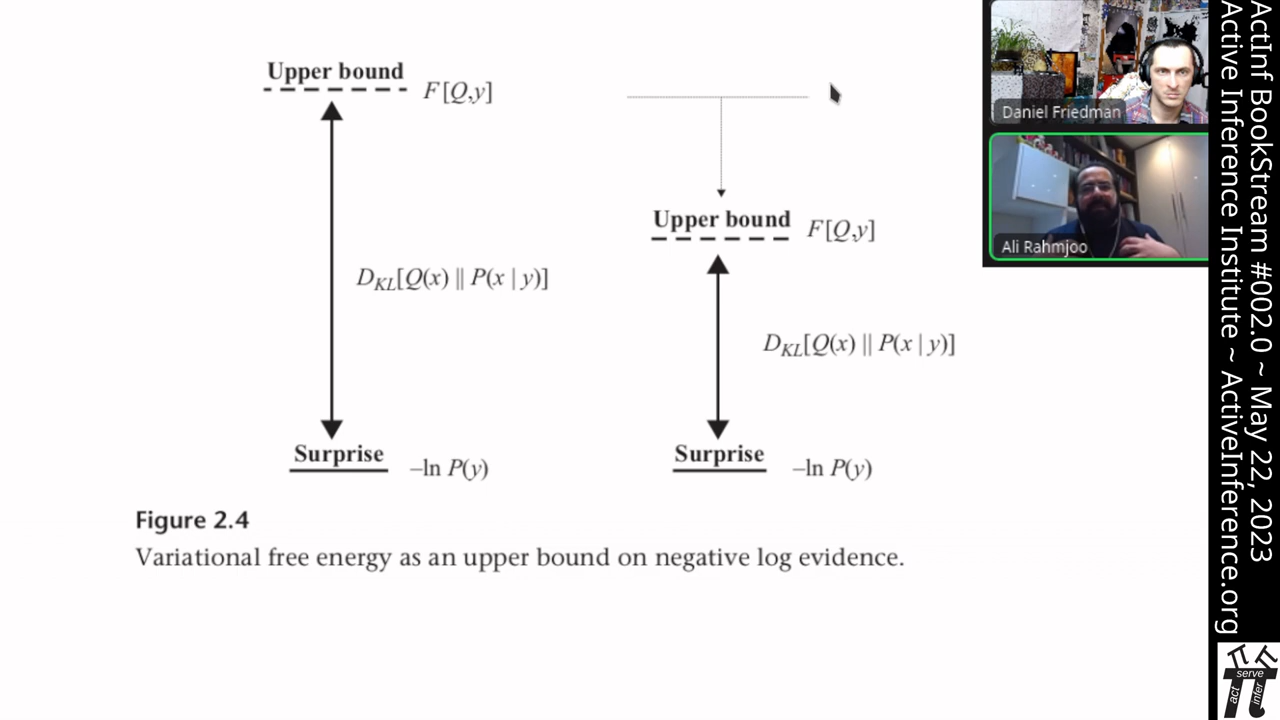 Upper bound
F[Q,y]
D_KL[Q(x) || P(x | y)]
Surprise
–ln P(y)
Upper bound
F[Q,y]
D_KL[Q(x) || P(x | y)]
Surprise
–ln P(y)
Figure 2.4
Variational free energy as an upper bound on negative log evidence.
Daniel Friedman
Ali Rahmjoo
ActInf BookStream #002.0 ~ May 22, 2023
Active Inference Institute ~ ActiveInference.org
serve
act
infer